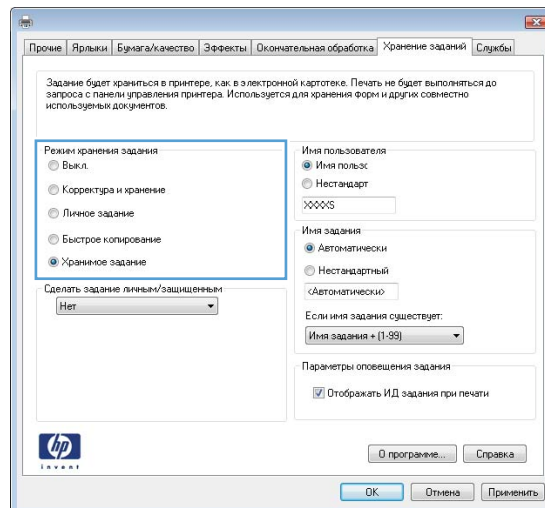 Прочие Ярлыки Бумага/качество Эффекты Окончательная обработка Хранение заданий Службы
Задание будет храниться в принтере, как в электронной картотеке. Печать не будет выполняться до
запроса с панели управления принтера. Используется для хранения форм и других совместно
используемых документов.
Режим хранения задания
Выкл.
Корректура и хранение
Личное задание
Быстрое копирование
Хранимое задание
Сделать задание личным/защищенным
Нет
Имя пользователя
Имя пользс
Нестандарт
XXXXS
Имя задания
Автоматически
Нестандартный
<Автоматически>
Если имя задания существует:
Имя задания + (1-99)
Параметры оповещения задания
Отображать ИД задания при печати
hp
invent
О программе... Справка
OK Отмена Применить